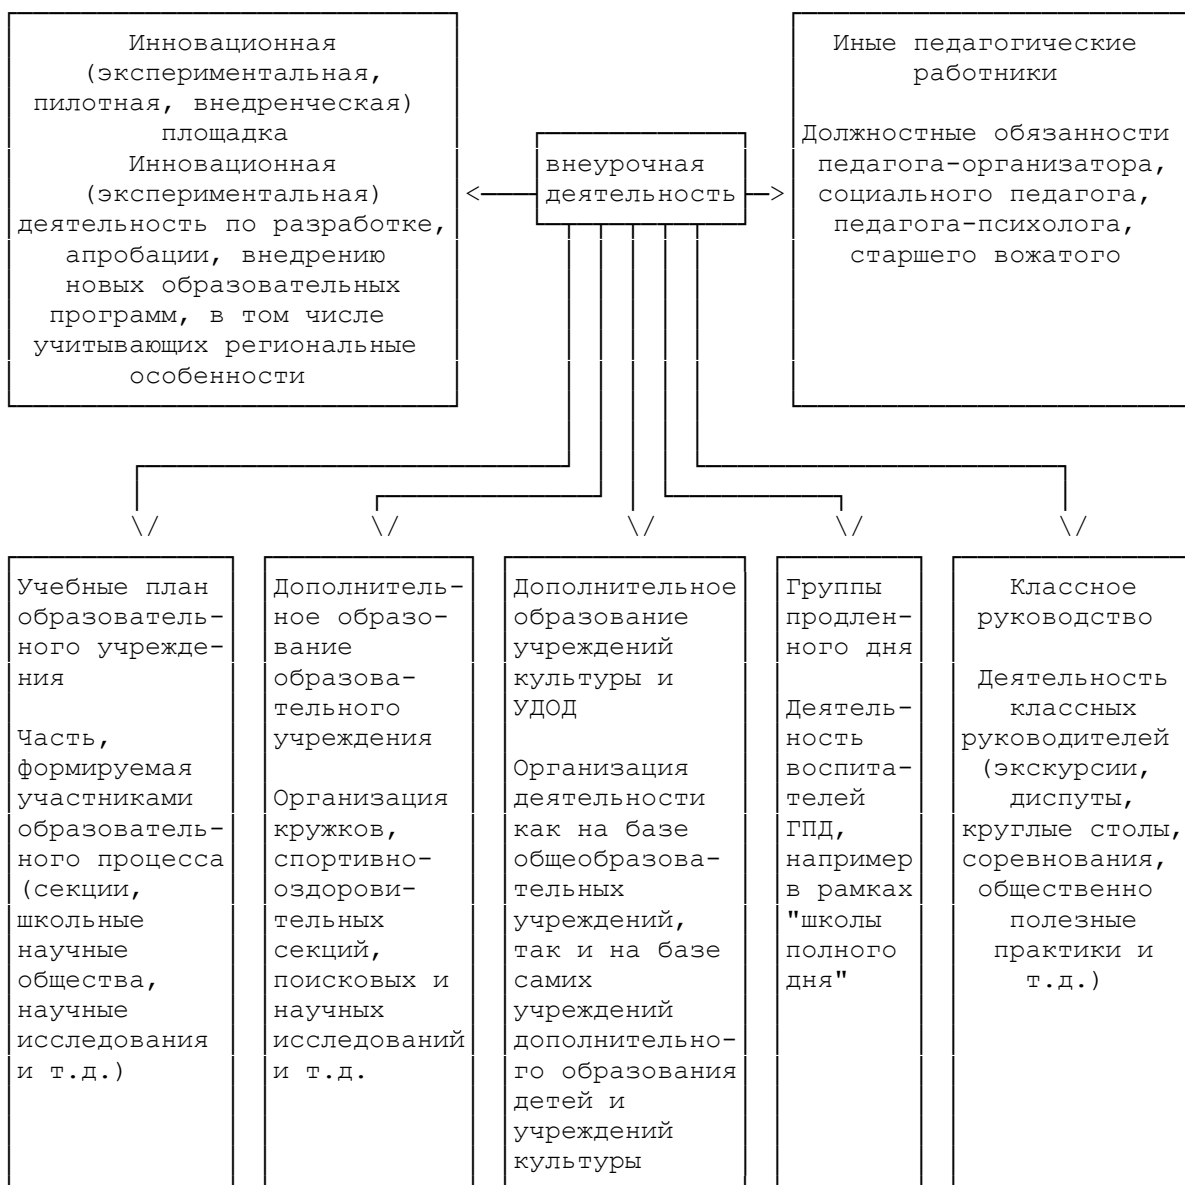 Инновационная
(экспериментальная,
пилотная, внедренческая)
площадка
Инновационная
(экспериментальная)
деятельность по разработке,
апробации, внедрению
новых образовательных
программ, в том числе
учитывающих региональные
особенности
внеурочная
деятельность
Иные педагогические
работники
Должностные обязанности
педагога-организатора,
социального педагога,
педагога-психолога,
старшего вожатого
Учебные план
образователь-
ного учрежде-
ния
Часть,
формируемая
участниками
образователь-
ного процесса
(секции,
школьные
научные
общества,
научные
исследования
и т.д.)
Дополнитель-
ное образо-
вание
образова-
тельного
учреждения
Организация
кружков,
спортивно-
оздорови-
тельных
секций,
поисковых и
научных
исследований
и т.д.
Дополнительное
образование
учреждений
культуры и
УДОД
Организация
деятельности
как на базе
общеобразова-
тельных
учреждений,
так и на базе
самих
учреждений
дополнительно-
го образования
детей и
учреждений
культуры
Группы
продлен-
ного дня
Деятель-
ность
воспита-
телей
ГПД,
например
в рамках
"школы
полного
дня"
Классное
руководство
Деятельность
классных
руководителей
(экскурсии,
диспуты,
круглые столы,
соревнования,
общественно
полезные
практики и
т.д.)